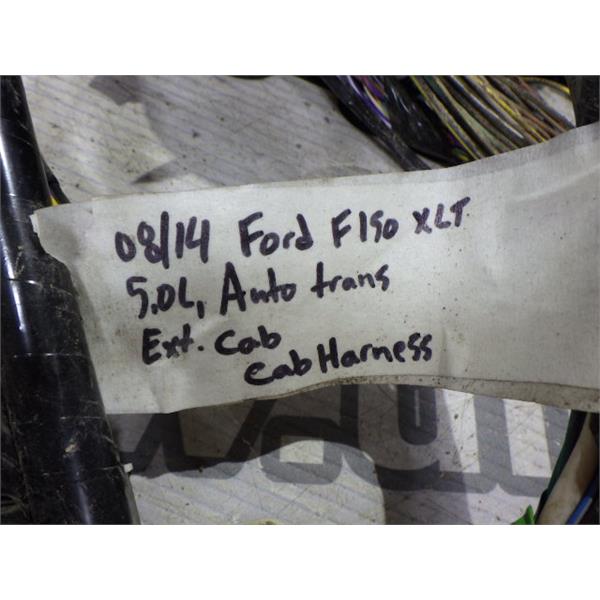 08/14 Ford F150 XLT
5.0L, Auto trans
Ext. Cab
Cab Harness